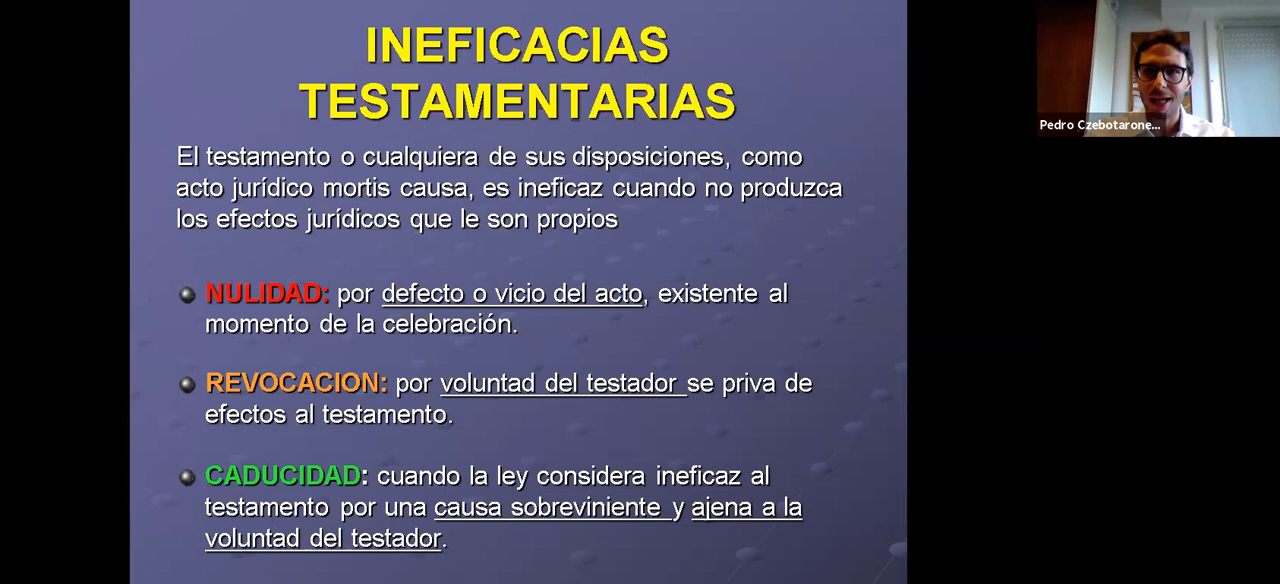 INEFICACIAS
TESTAMENTARIAS
El testamento o cualquiera de sus disposiciones, como
acto jurídico mortis causa, es ineficaz cuando no produzca
los efectos jurídicos que le son propios
NULIDAD: por defecto o vicio del acto, existente al
momento de la celebración.
REVOCACION: por voluntad del testador se priva de
efectos al testamento.
CADUCIDAD: cuando la ley considera ineficaz al
testamento por una causa sobreviniente y ajena a la
voluntad del testador.
Pedro Czebotarone...